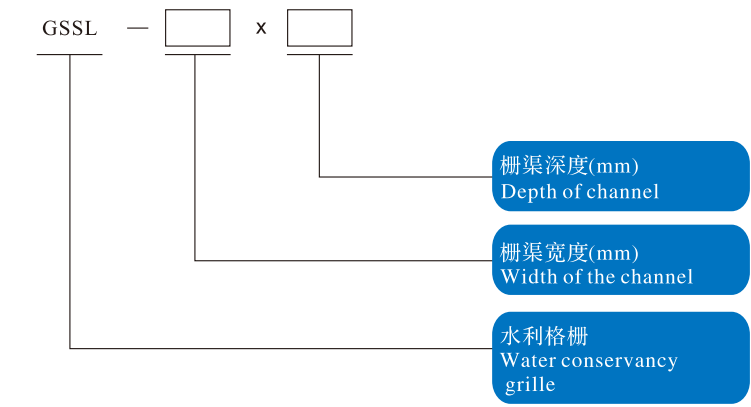 GSSL — x
栅渠深度(mm)
Depth of channel
栅渠宽度(mm)
Width of the channel
水利格栅
Water conservancy
grille